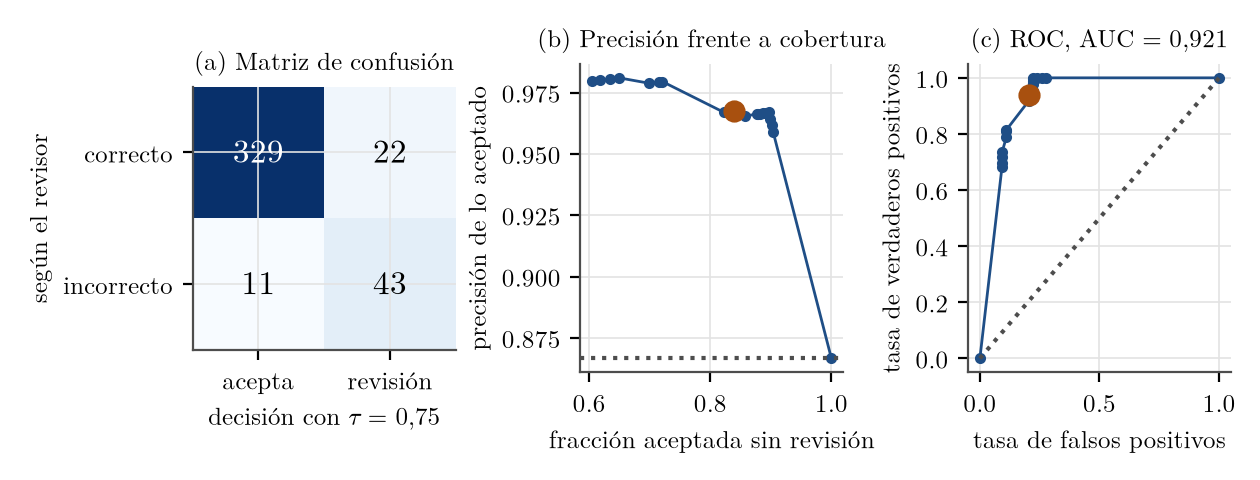 (a) Matriz de confusión
según el revisor
correcto
incorrecto
329
22
11
43
acepta
revisión
decisión con τ = 0,75
(b) Precisión frente a cobertura
precisión de lo aceptado
0.975
0.950
0.925
0.900
0.875
0.6
0.8
1.0
fracción aceptada sin revisión
(c) ROC, AUC = 0,921
tasa de verdaderos positivos
1.0
0.8
0.6
0.4
0.2
0.0
0.0
0.5
1.0
tasa de falsos positivos